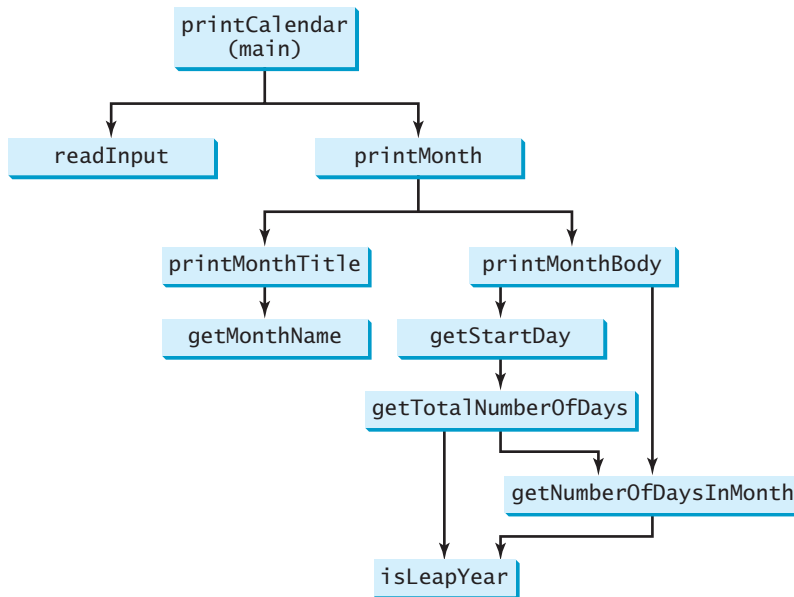 printCalendar
(main)
readInput
printMonth
printMonthTitle
printMonthBody
getMonthName
getStartDay
getTotalNumberOfDays
getNumberOfDaysInMonth
isLeapYear